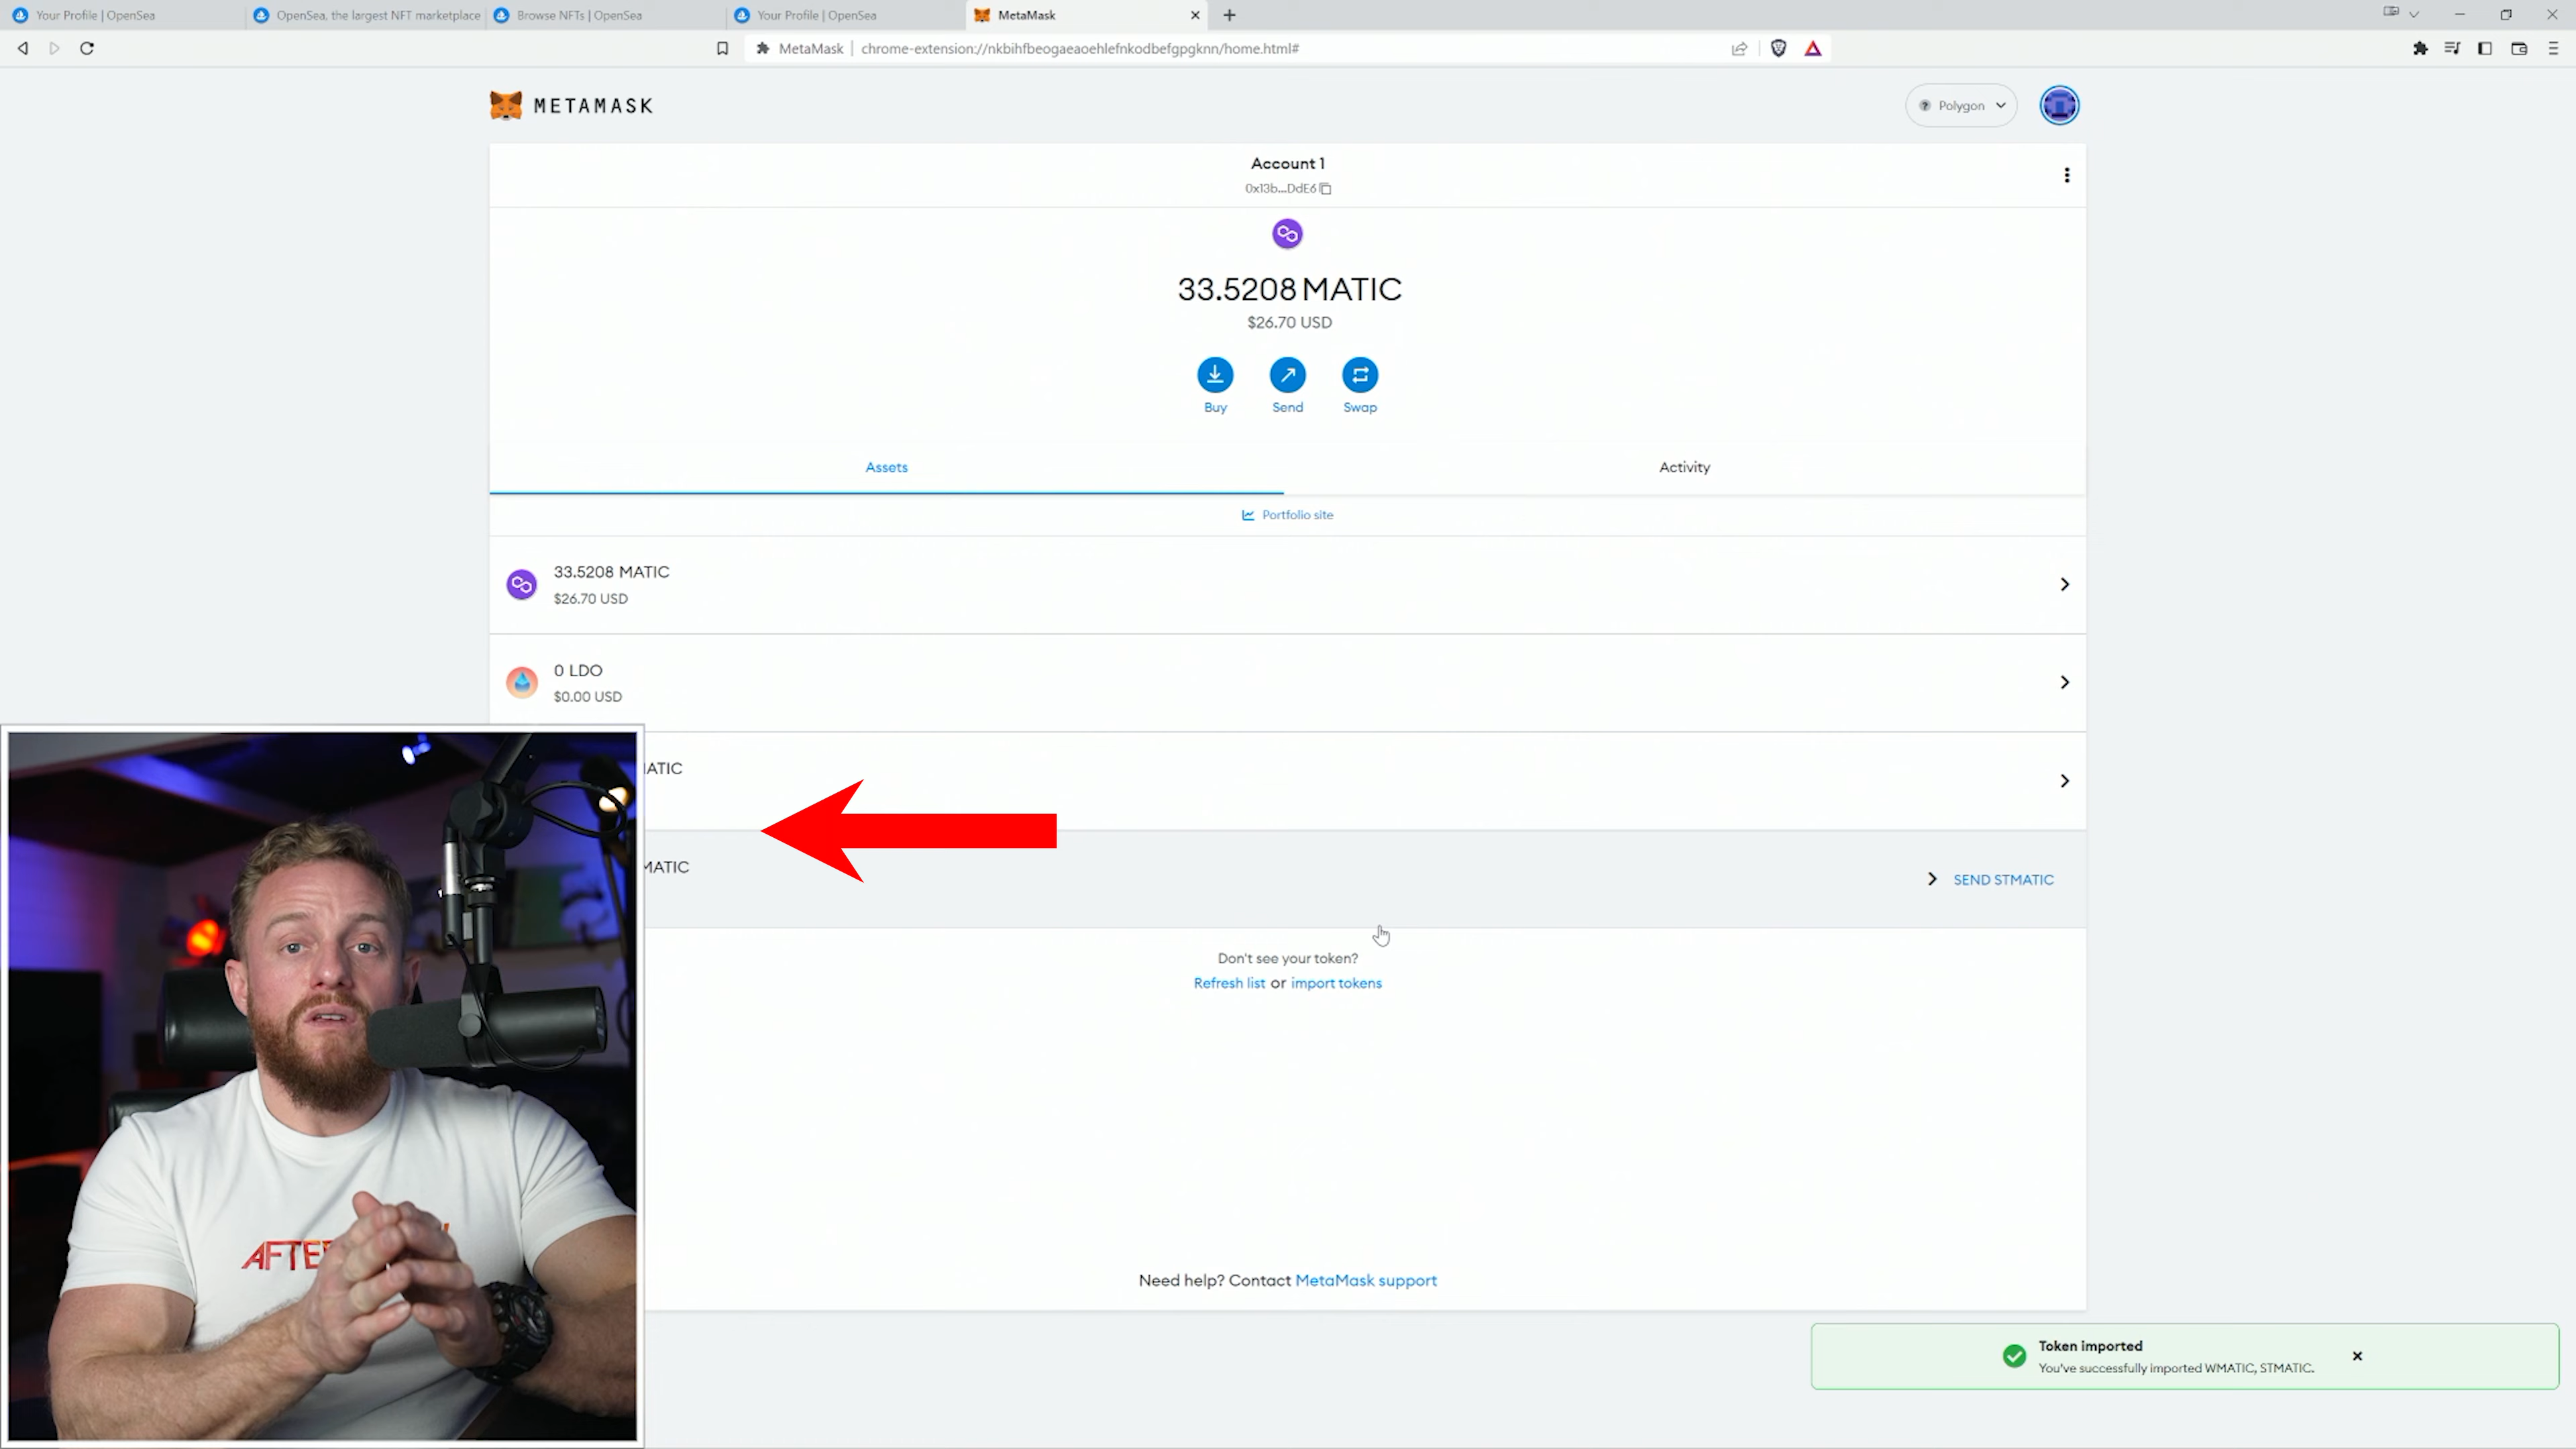 Your Profile | OpenSea
OpenSea, the largest NFT marketplace
Browse NFTs | OpenSea
Your Profile | OpenSea
MetaMask
MetaMask | chrome-extension://nkbihfbeogaeaoehlefnkodbefgpgknn/home.html#
METAMASK
Polygon
Account 1
0x13b...DdE6
33.5208 MATIC
$26.70 USD
Buy
Send
Swap
Assets
Activity
Portfolio site
33.5208 MATIC
$26.70 USD
0 LDO
$0.00 USD
ATIC
MATIC
SEND STMATIC
Don't see your token?
Refresh list or import tokens
AFTE
Need help? Contact MetaMask support
Token imported
You've successfully imported WMATIC, STMATIC.